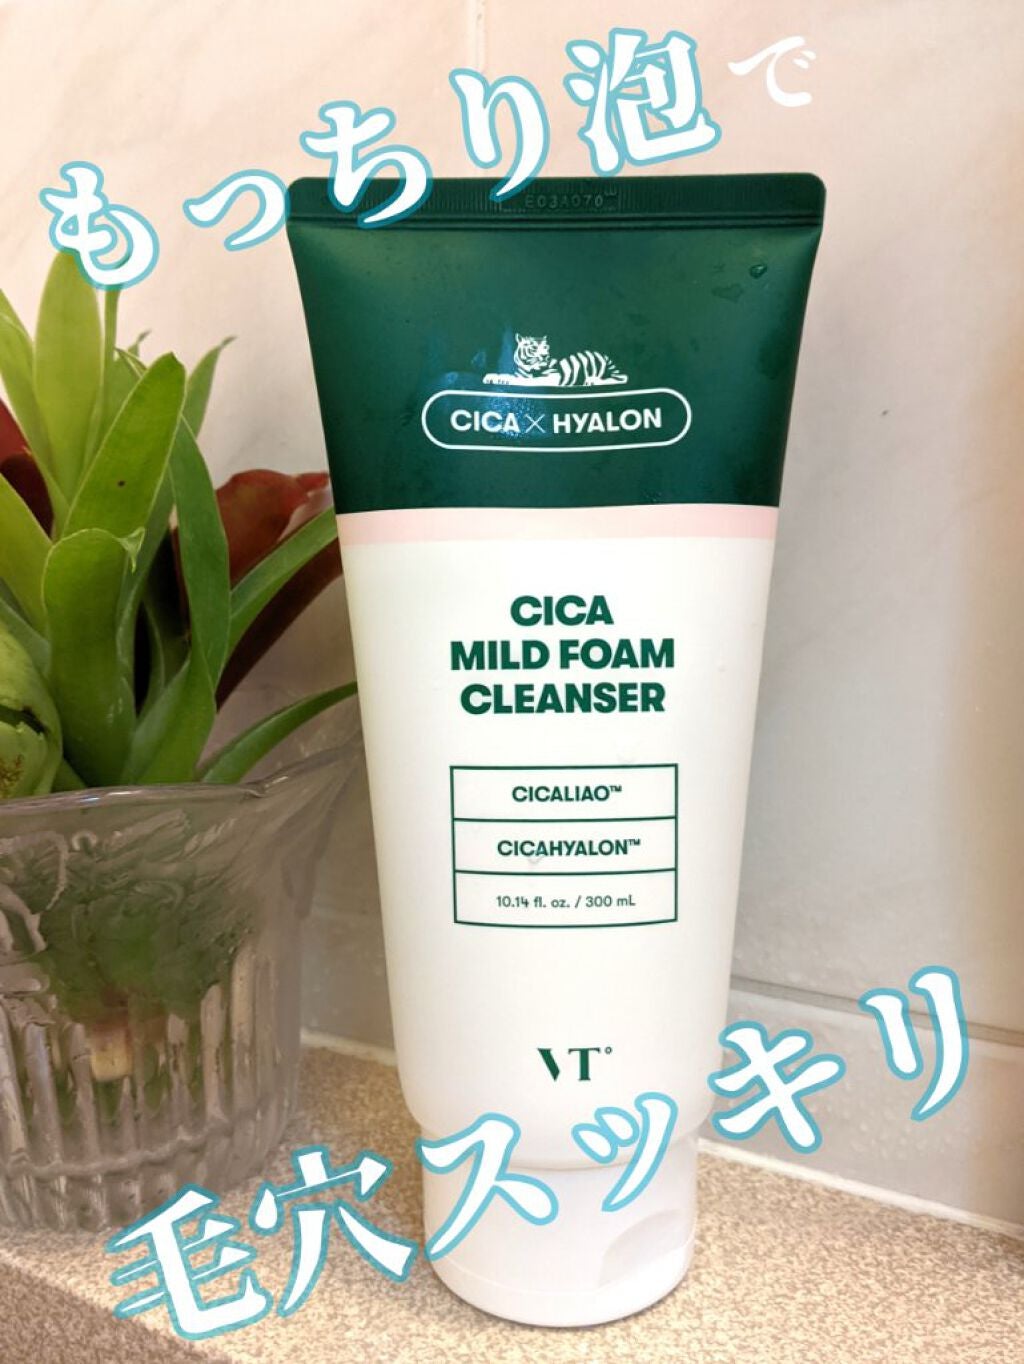 もっちり泡で
E03A070
CICA×HYALON
CICA
MILD FOAM
CLEANSER
CICALIAO™
CICAHYALON™
10.14 fl. oz. / 300 mL
VT°
毛穴スッキリ